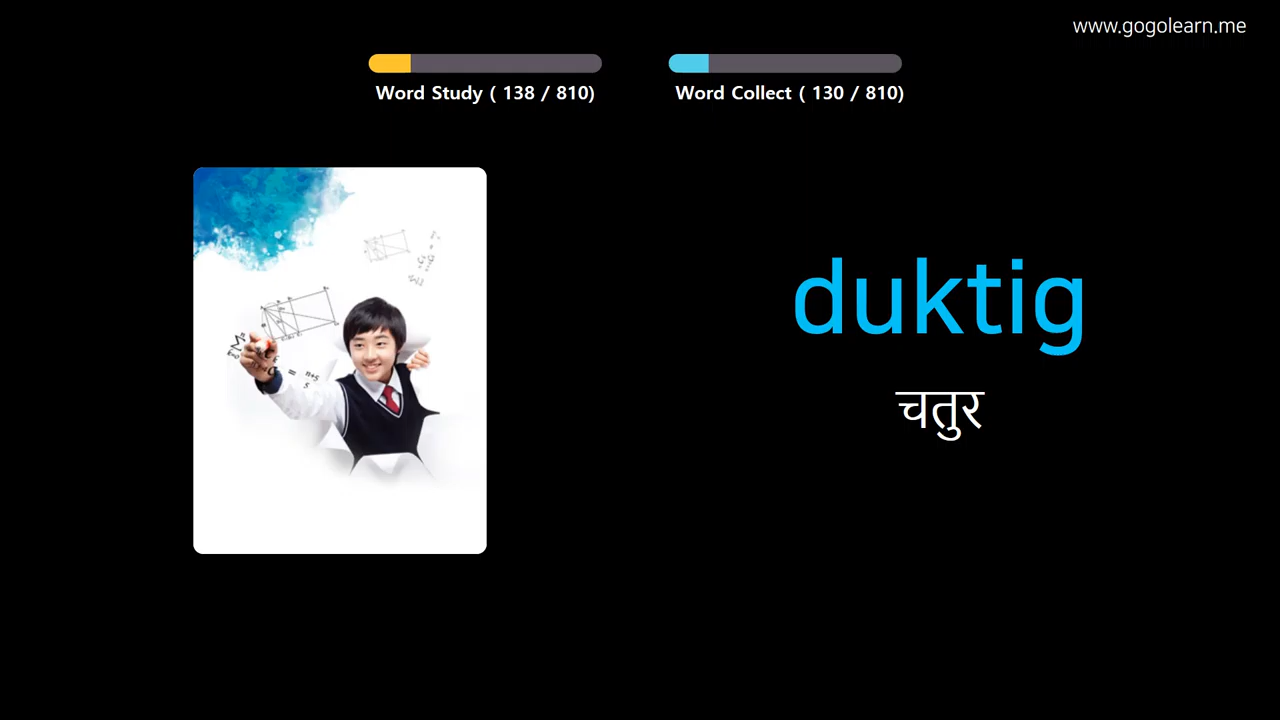 www.gogolearn.me
Word Study ( 138 / 810)
Word Collect ( 130 / 810)
duktig
चतुर